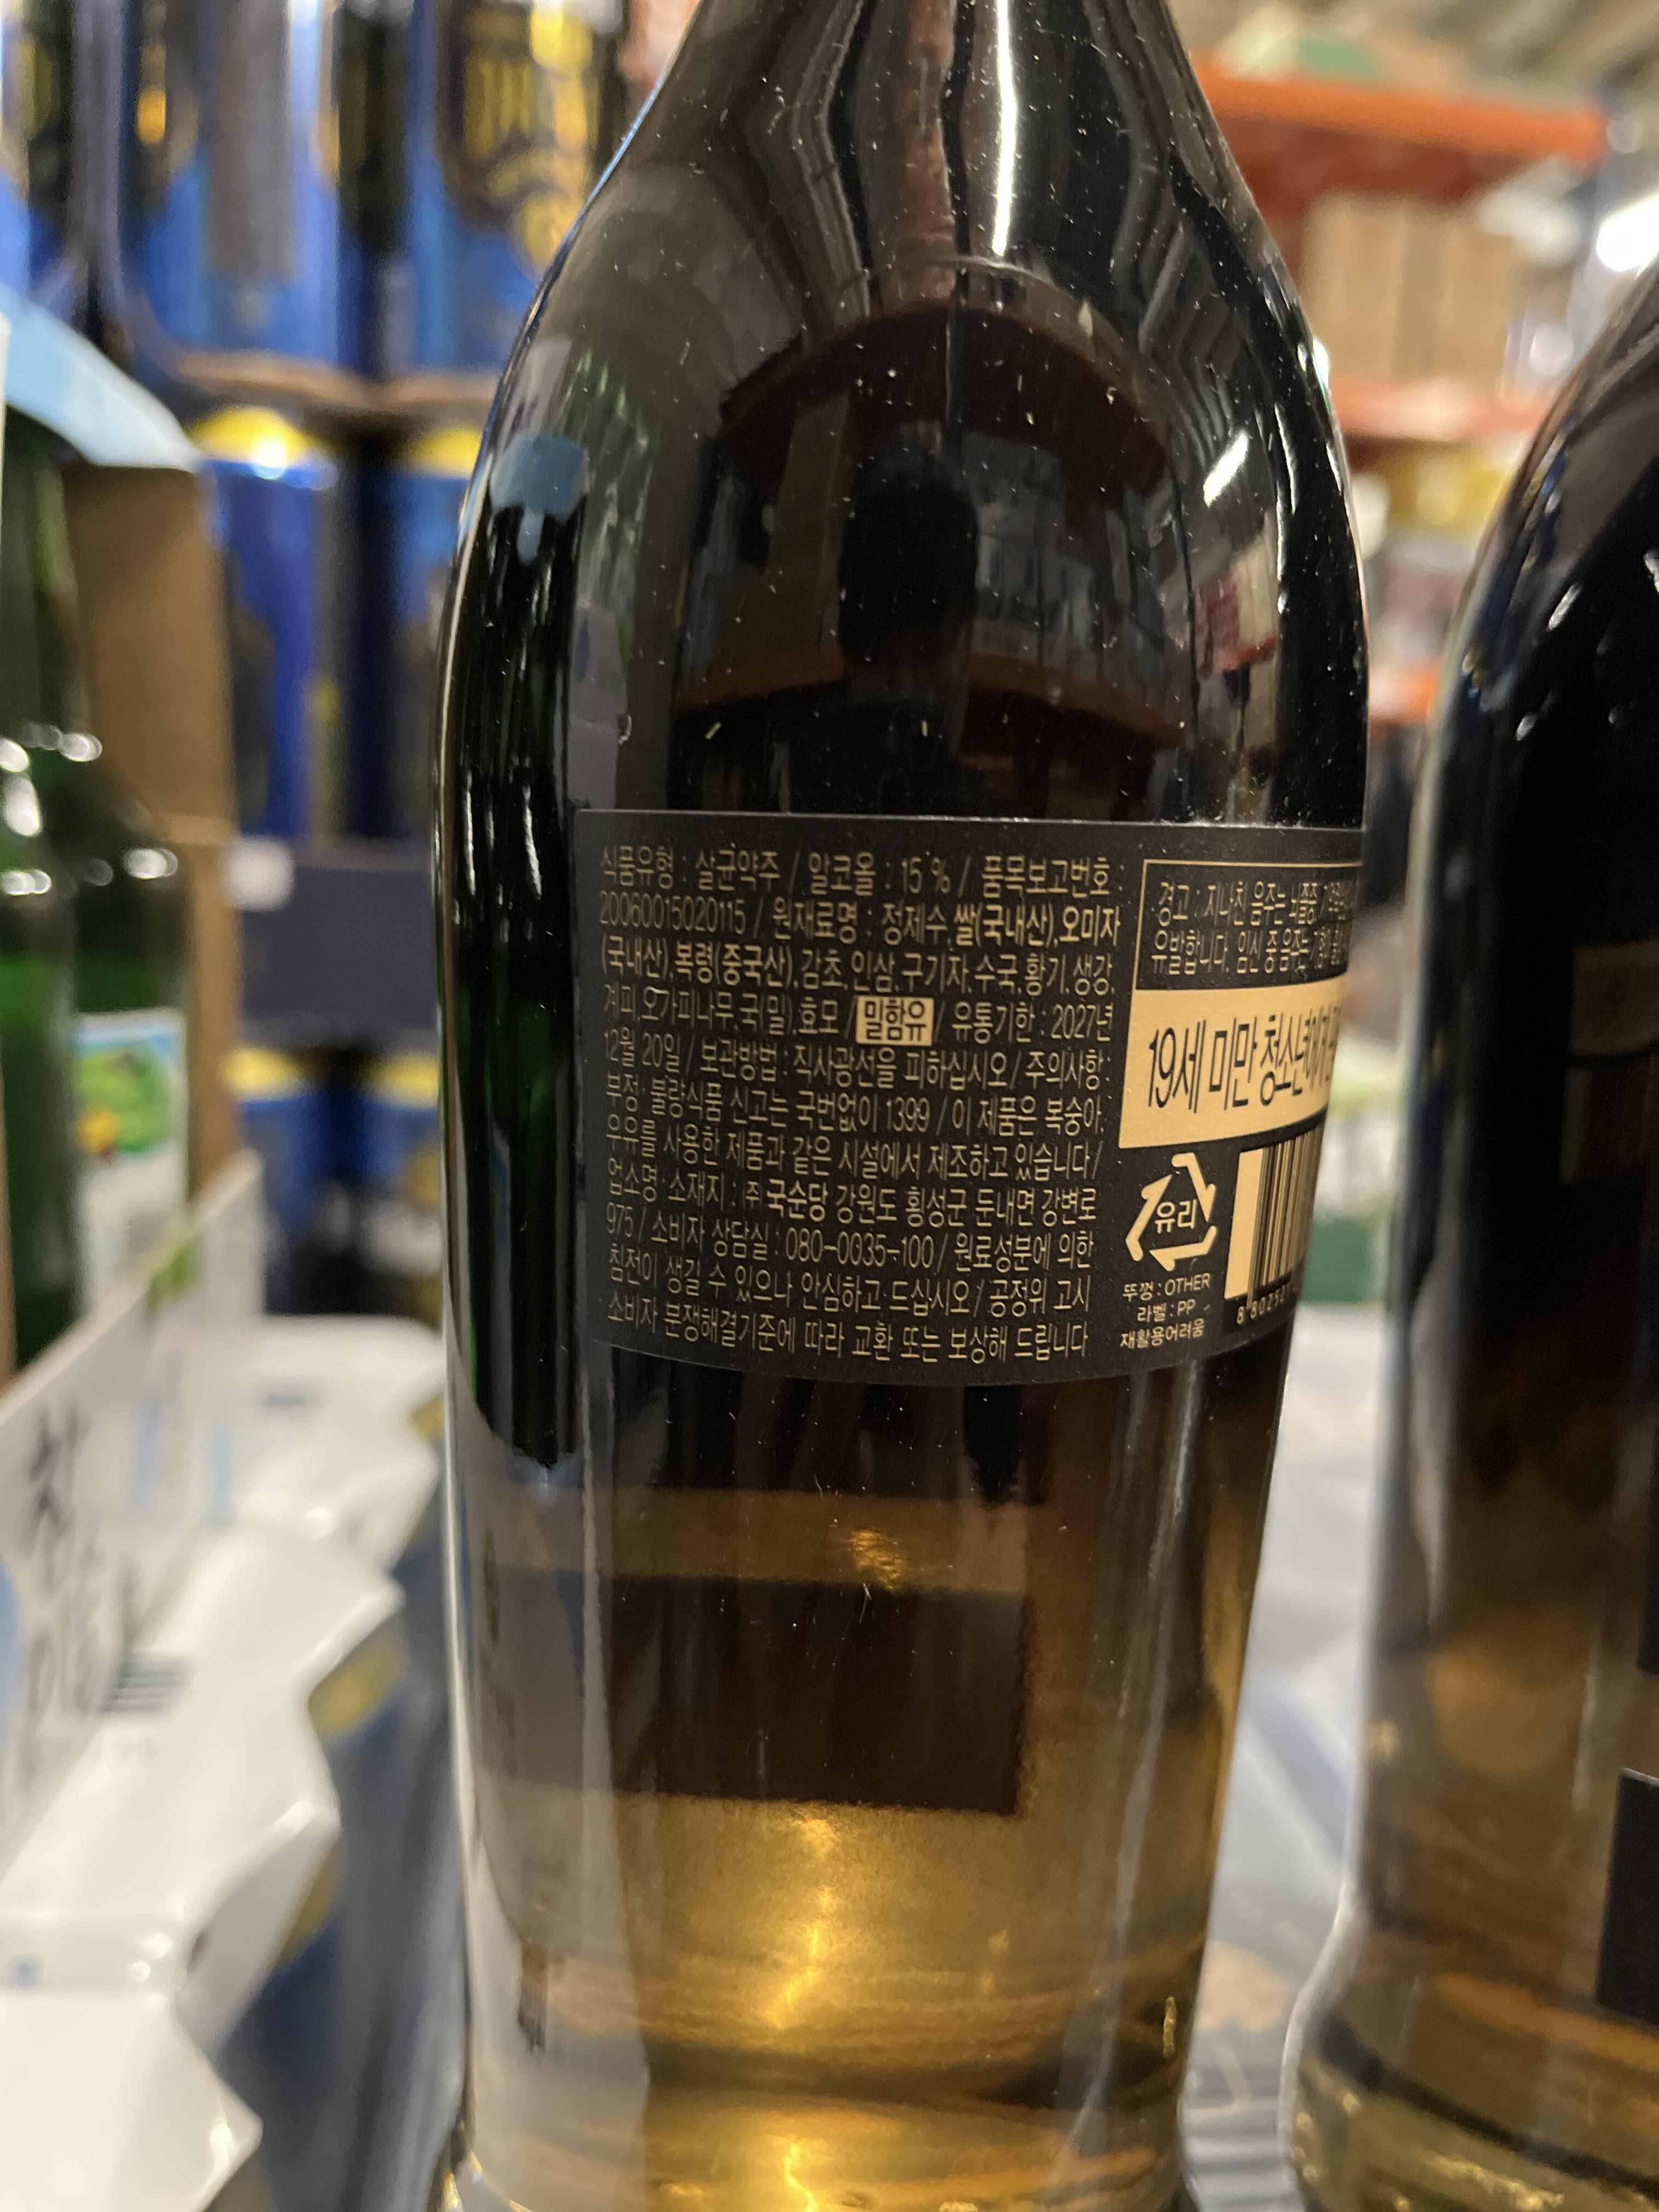 식품유형 : 살균약주 / 알코올 : 15 % / 품목보고번호 :
20060015020115 / 원재료명 : 정제수,쌀(국내산),오미자
(국내산),복령(중국산),감초,인삼,구기자,수국,황기,생강,
계피,오가피나무,국(밀),효모 / 밀함유 / 유통기한 : 2027년
12월 20일 / 보관방법 : 직사광선을 피하십시오 / 주의사항 :
부정·불량식품 신고는 국번없이 1399 / 이 제품은 복숭아,
우유를 사용한 제품과 같은 시설에서 제조하고 있습니다 /
업소명·소재지 : ㈜국순당 강원도 횡성군 둔내면 강변로
975 / 소비자 상담실 : 080-0035-100 / 원료성분에 의한
침전이 생길 수 있으나 안심하고 드십시오 / 공정위 고시
소비자 분쟁해결기준에 따라 교환 또는 보상해 드립니다
경고 : 지나친 음주는 뇌졸중,
유발합니다. 임신 중 음주는
19세 미만 청소년에게
유리
뚜껑 : OTHER
라벨 : PP
재활용어려움
8 80252